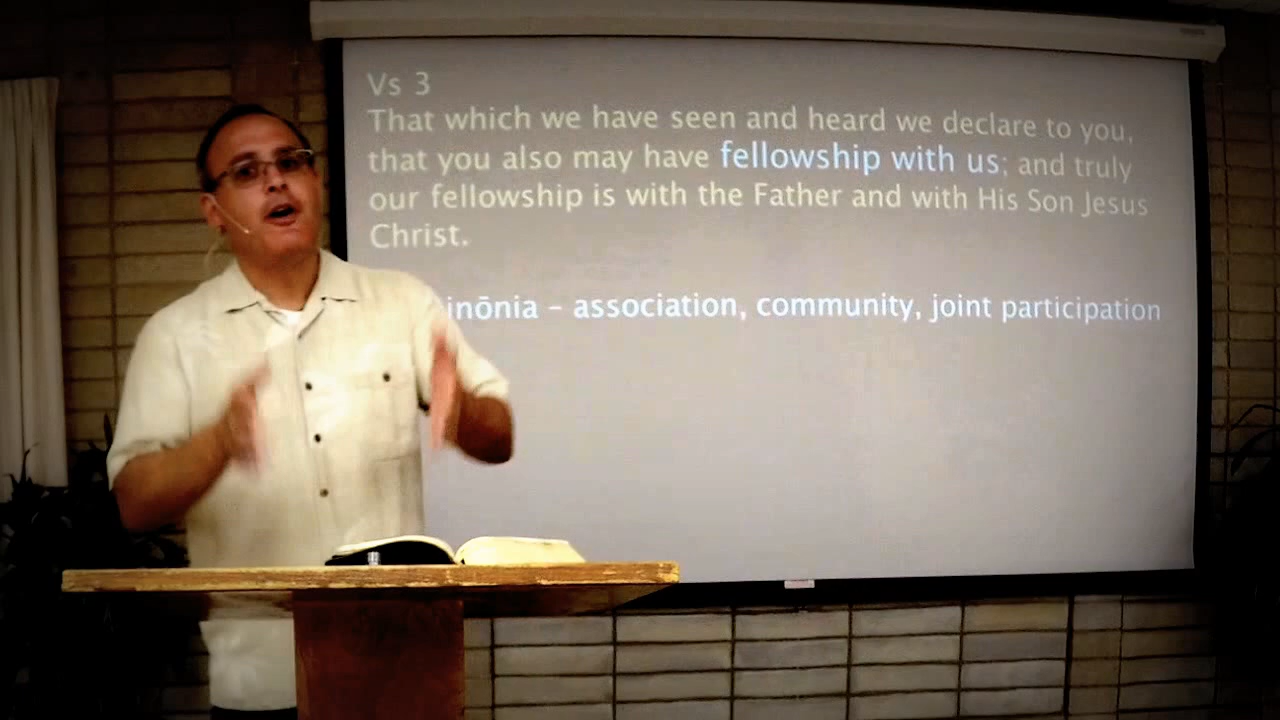 Vs 3
That which we have seen and heard we declare to you,
that you also may have fellowship with us; and truly
our fellowship is with the Father and with His Son Jesus
Christ.
inōnia – association, community, joint participation